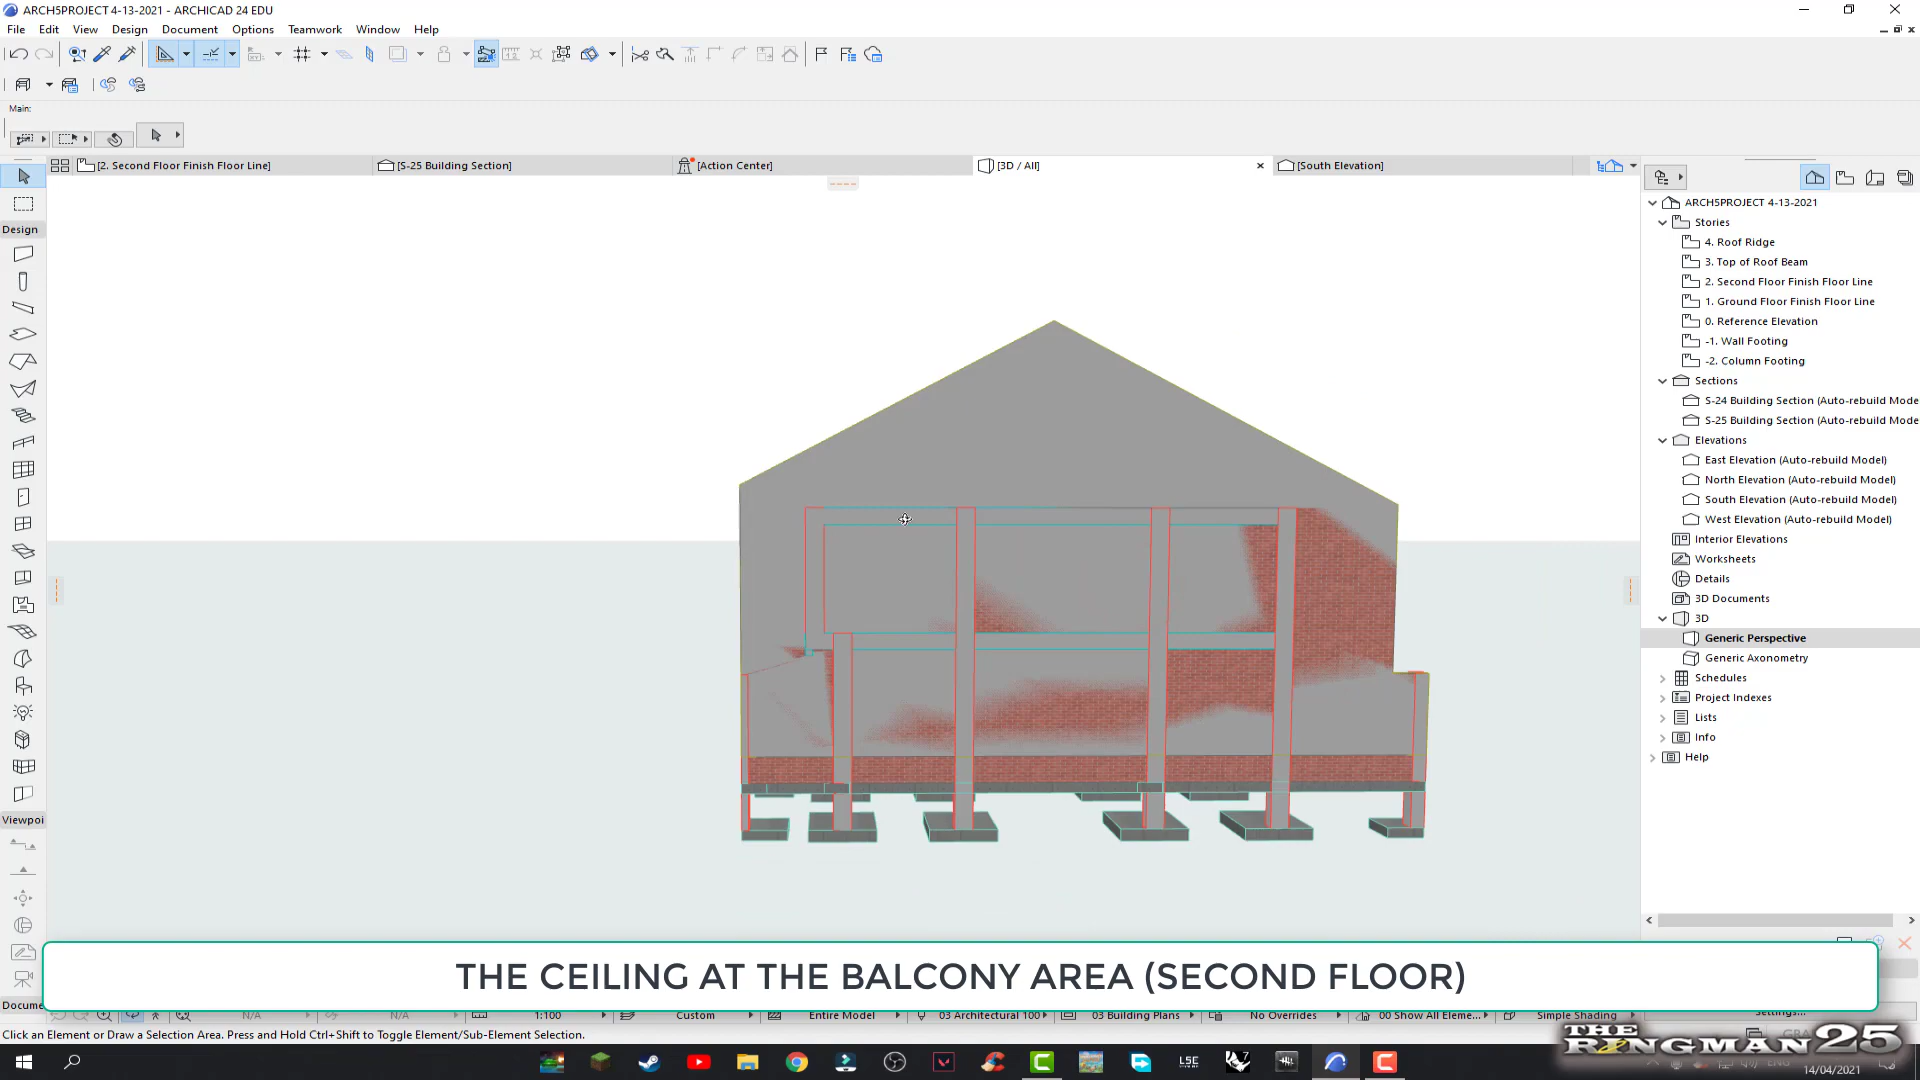 ARCH5PROJECT 4-13-2021 - ARCHICAD 24 EDU
File Edit View Design Document Options Teamwork Window Help
Main:
[2. Second Floor Finish Floor Line] [S-25 Building Section] [Action Center] [3D / All] [South Elevation]
Design
Viewpoi
Docume
ARCH5PROJECT 4-13-2021
Stories
4. Roof Ridge
3. Top of Roof Beam
2. Second Floor Finish Floor Line
1. Ground Floor Finish Floor Line
0. Reference Elevation
-1. Wall Footing
-2. Column Footing
Sections
S-24 Building Section (Auto-rebuild Mode
S-25 Building Section (Auto-rebuild Mode
Elevations
East Elevation (Auto-rebuild Model)
North Elevation (Auto-rebuild Model)
South Elevation (Auto-rebuild Model)
West Elevation (Auto-rebuild Model)
Interior Elevations
Worksheets
Details
3D Documents
3D
Generic Perspective
Generic Axonometry
Schedules
Project Indexes
Lists
Info
Help
THE CEILING AT THE BALCONY AREA (SECOND FLOOR)
N/A N/A 1:100 Custom Entire Model 03 Architectural 100 03 Building Plans No Overrides 00 Show All Eleme... Simple Shading
Settings...
Click an Element or Draw a Selection Area. Press and Hold Ctrl+Shift to Toggle Element/Sub-Element Selection.
THE
RINGMAN 25
LSC
ENG
14/04/2021